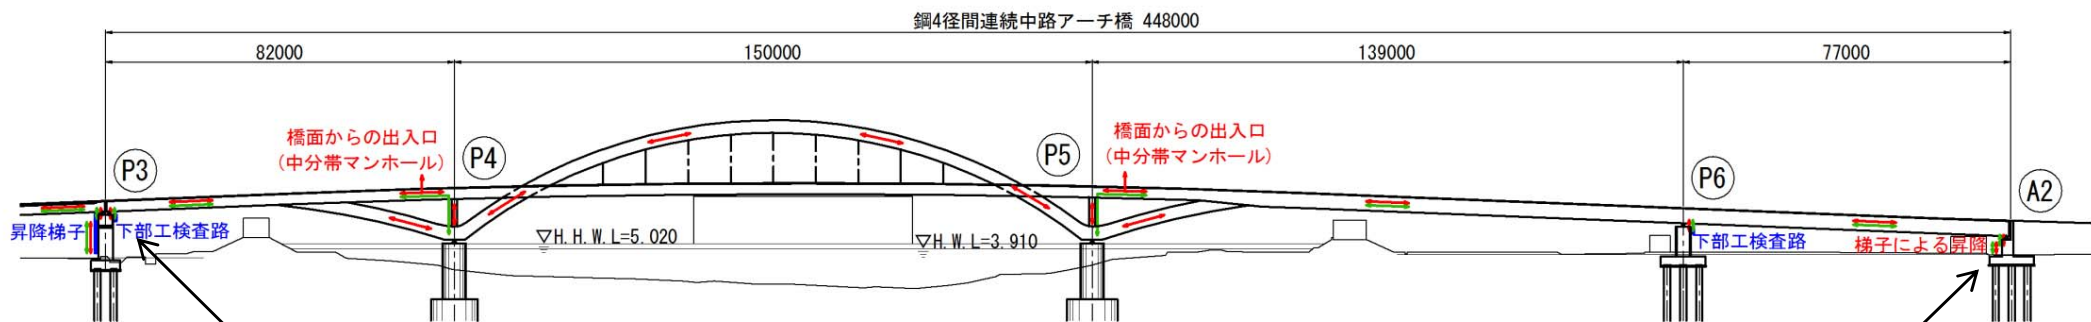 鋼4径間連続中路アーチ橋 448000
82000
150000
139000
77000
橋面からの出入口
(中分帯マンホール)
橋面からの出入口
(中分帯マンホール)
P3
P4
P5
P6
A2
昇降梯子
下部工検査路
▽H.H.W.L=5.020
▽H.W.L=3.910
下部工検査路
梯子による昇降